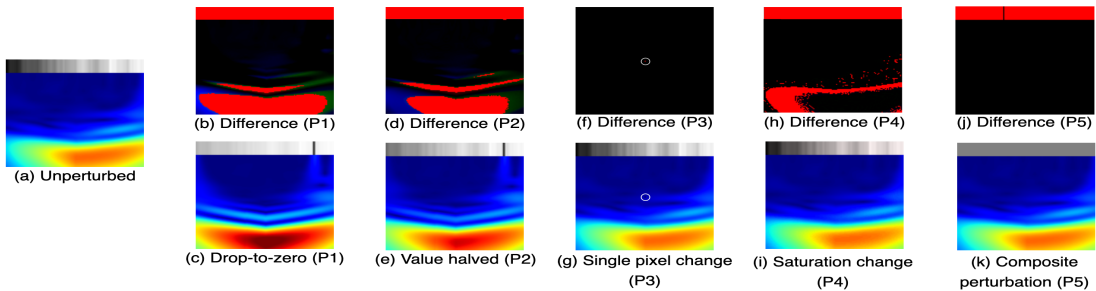 (a) Unperturbed
(b) Difference (P1)
(d) Difference (P2)
(f) Difference (P3)
(h) Difference (P4)
(j) Difference (P5)
(c) Drop-to-zero (P1)
(e) Value halved (P2)
(g) Single pixel change
(P3)
(i) Saturation change
(P4)
(k) Composite
perturbation (P5)